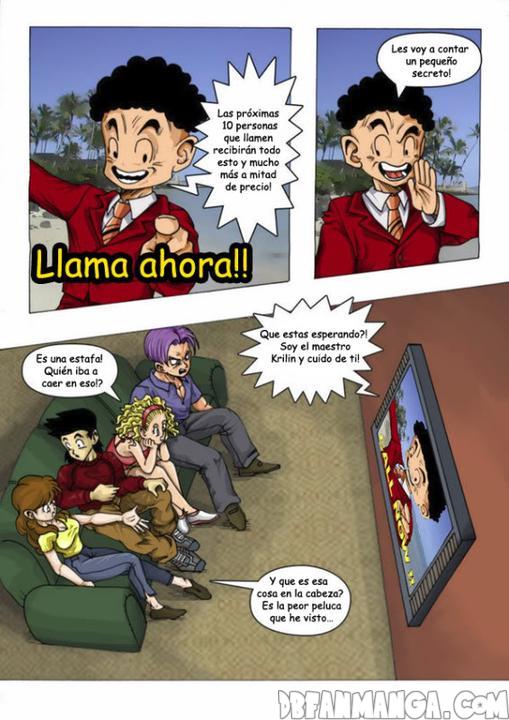 Las próximas
10 personas
que llamen
recibirán todo
esto y mucho
más a mitad
de precio!
Llama ahora!!
Les voy a contar
un pequeño
secreto!
Es una estafa!
Quién iba a
caer en eso!?
Que estas esperando?!
Soy el maestro
Krilin y cuido de ti!
Y que es esa
cosa en la cabeza?
Es la peor peluca
que he visto...
DBFANMANGA.COM